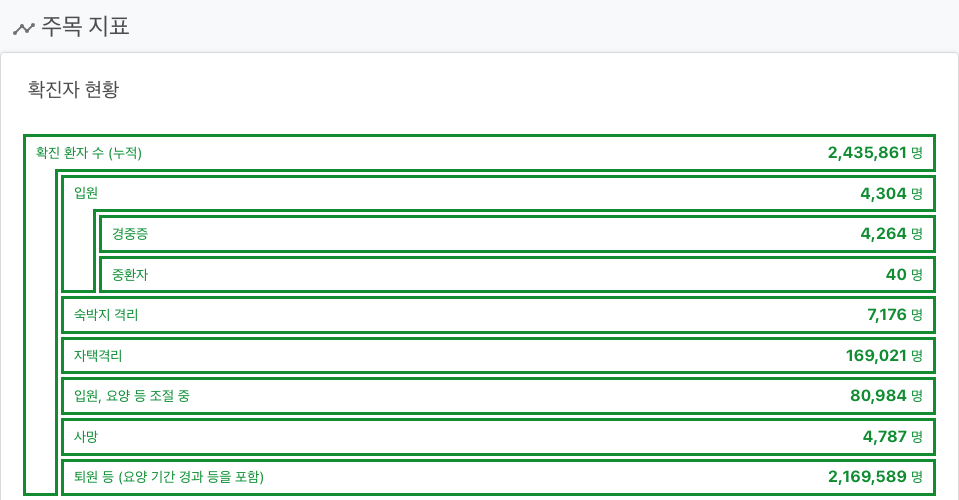 주목 지표
확진자 현황
확진 환자 수 (누적) 2,435,861 명
입원 4,304 명
경중증 4,264 명
중환자 40 명
숙박지 격리 7,176 명
자택격리 169,021 명
입원, 요양 등 조절 중 80,984 명
사망 4,787 명
퇴원 등 (요양 기간 경과 등을 포함) 2,169,589 명